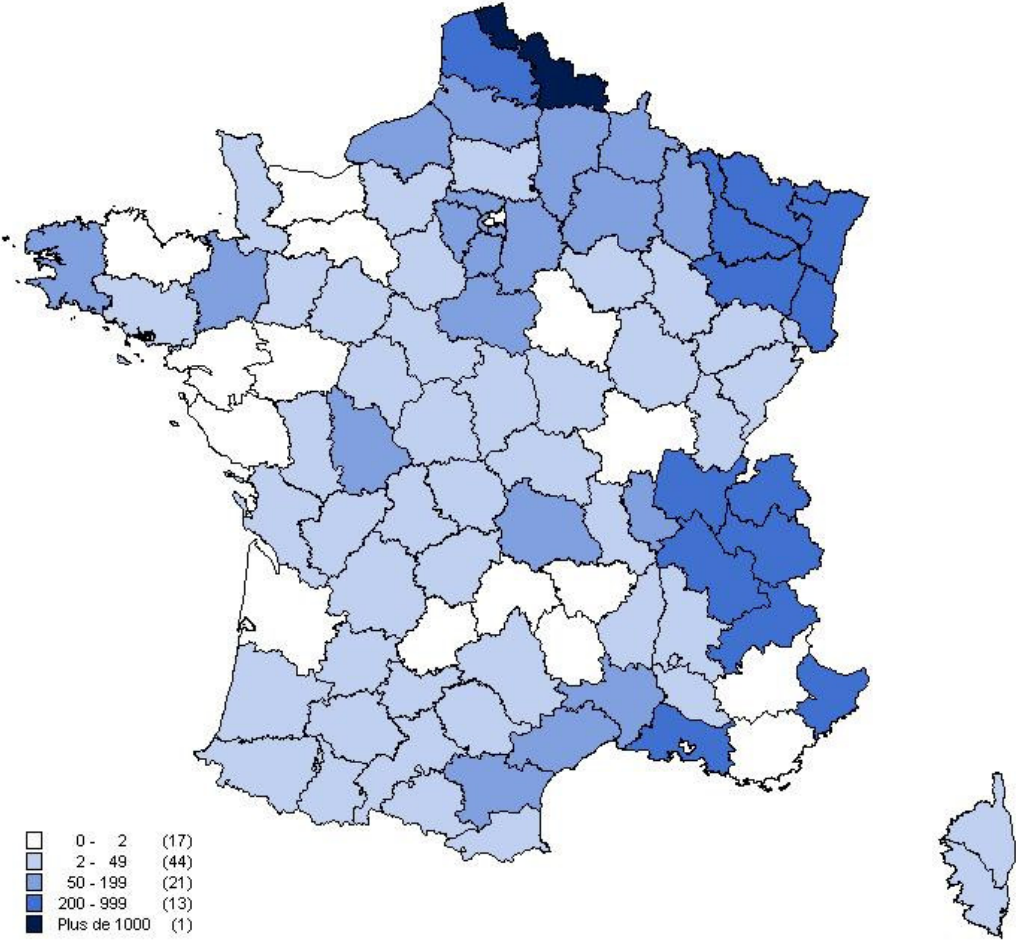 0 - 2 (17)
2 - 49 (44)
50 - 199 (21)
200 - 999 (13)
Plus de 1000 (1)